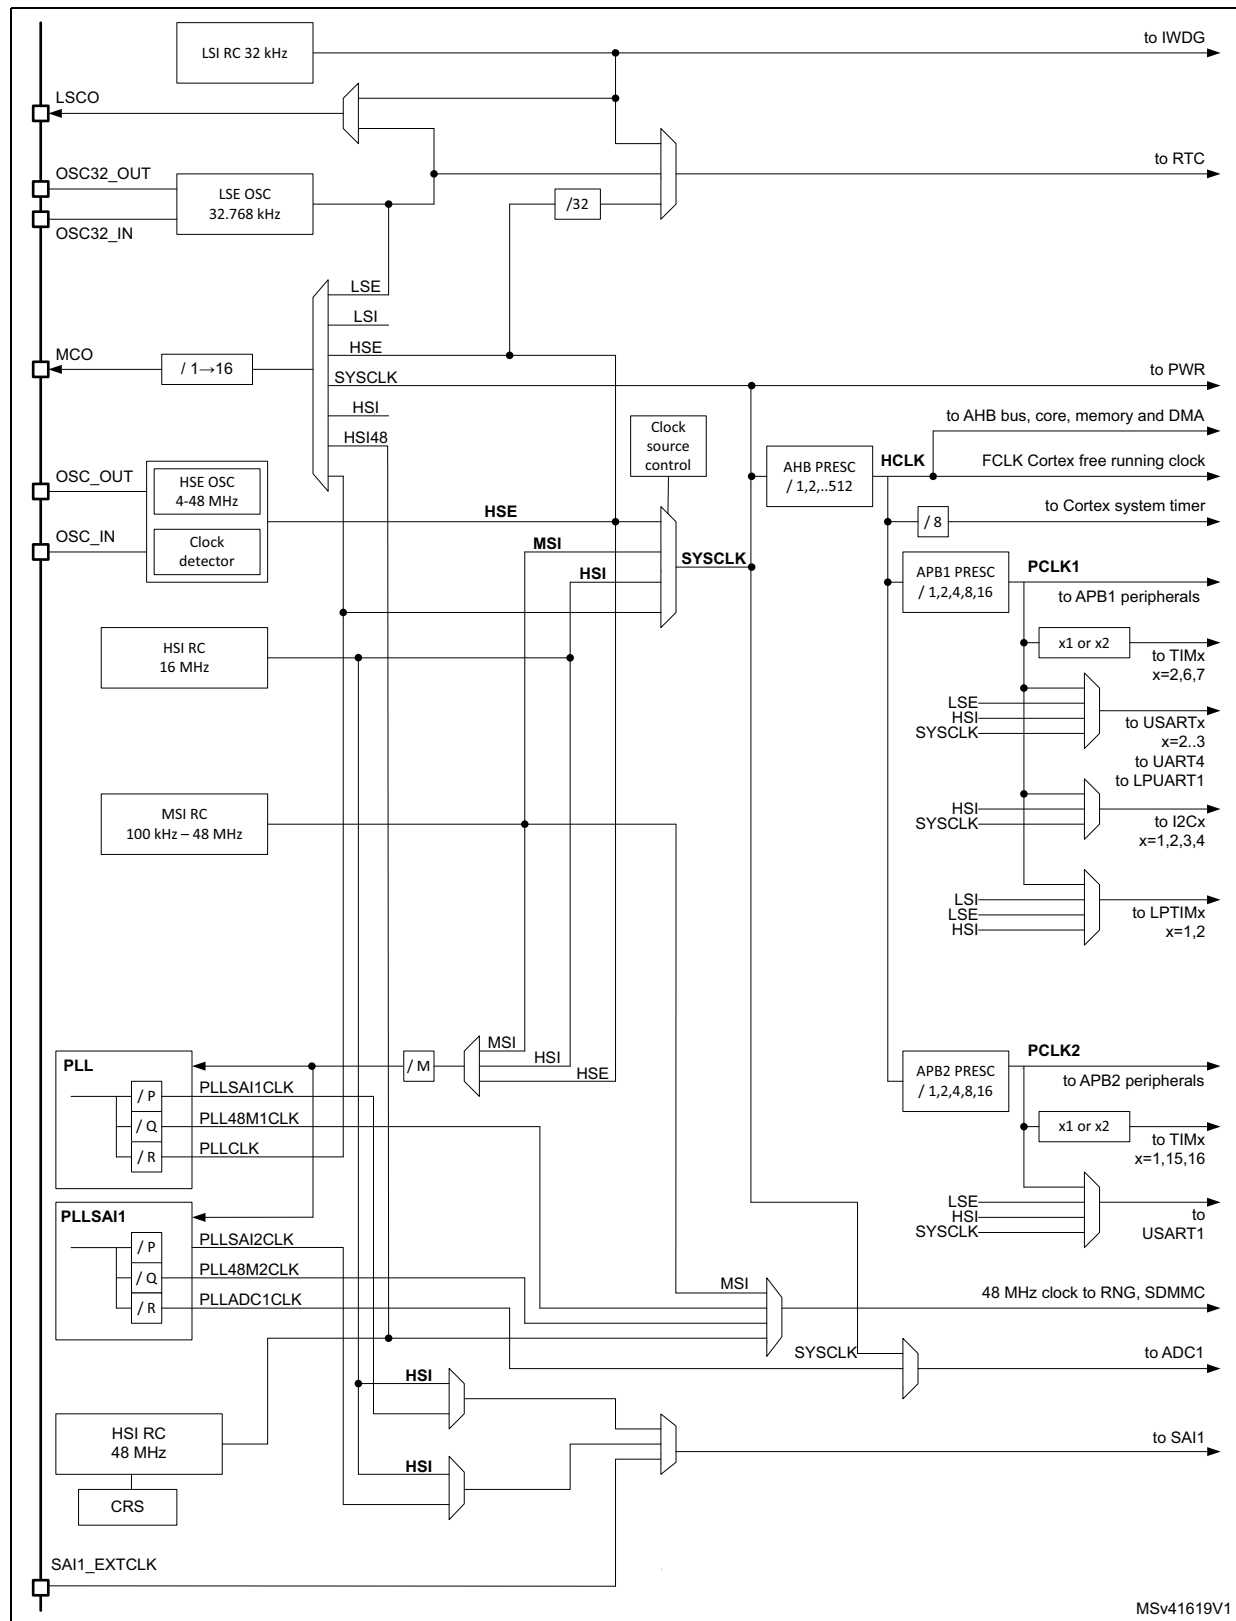 LSI RC 32 kHz
to IWDG
LSCO
to RTC
OSC32_OUT
LSE OSC
32.768 kHz
/32
OSC32_IN
LSE
LSI
MCO
/ 1→16
HSE
SYSCLK
to PWR
HSI
to AHB bus, core, memory and DMA
HSI48
Clock
source
control
AHB PRESC
/ 1,2,..512
HCLK
FCLK Cortex free running clock
OSC_OUT
HSE OSC
4-48 MHz
HSE
/ 8
to Cortex system timer
OSC_IN
Clock
detector
MSI
SYSCLK
HSI
APB1 PRESC
/ 1,2,4,8,16
PCLK1
to APB1 peripherals
HSI RC
16 MHz
x1 or x2
to TIMx
x=2,6,7
LSE
HSI
SYSCLK
to USARTx
x=2..3
to UART4
to LPUART1
MSI RC
100 kHz – 48 MHz
HSI
SYSCLK
to I2Cx
x=1,2,3,4
LSI
LSE
HSI
to LPTIMx
x=1,2
MSI
HSI
HSE
/ M
PLL
/ P
PLLSAI1CLK
/ Q
PLL48M1CLK
/ R
PLLCLK
APB2 PRESC
/ 1,2,4,8,16
PCLK2
to APB2 peripherals
x1 or x2
to TIMx
x=1,15,16
LSE
HSI
SYSCLK
to
USART1
PLLSAI1
/ P
PLLSAI2CLK
/ Q
PLL48M2CLK
/ R
PLLADC1CLK
MSI
48 MHz clock to RNG, SDMMC
SYSCLK
to ADC1
HSI
HSI RC
48 MHz
to SAI1
HSI
CRS
SAI1_EXTCLK
MSv41619V1